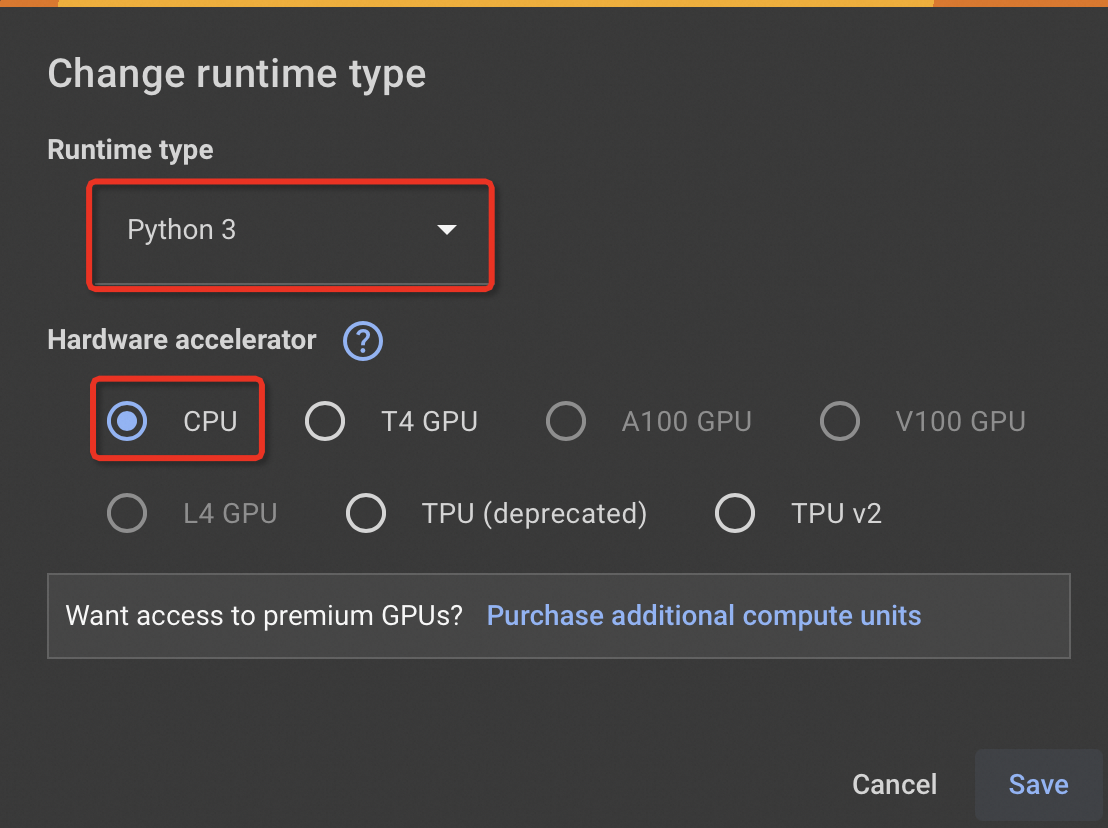 Change runtime type
Runtime type
Python 3
Hardware accelerator ?
CPU T4 GPU A100 GPU V100 GPU
L4 GPU TPU (deprecated) TPU v2
Want access to premium GPUs? Purchase additional compute units
Cancel Save